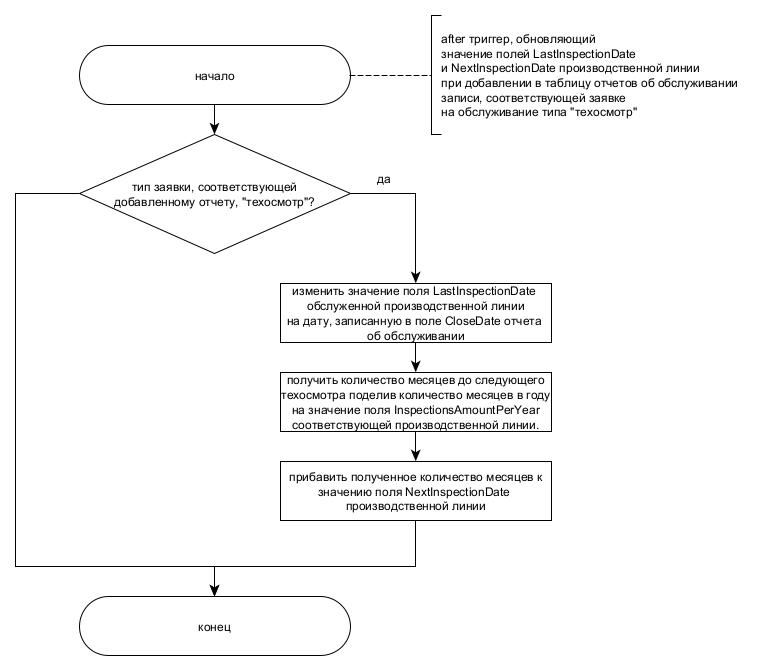 начало
after триггер, обновляющий
значение полей LastInspectionDate
и NextInspectionDate производственной линии
при добавлении в таблицу отчетов об обслуживании
записи, соответствующей заявке
на обслуживание типа "техосмотр"
тип заявки, соответствующей
добавленному отчету, "техосмотр"?
да
изменить значение поля LastInspectionDate
обслуженной производственной линии
на дату, записанную в поле CloseDate отчета
об обслуживании
получить количество месяцев до следующего
техосмотра поделив количество месяцев в году
на значение поля InspectionsAmountPerYear
соответствующей производственной линии.
прибавить полученное количество месяцев к
значению поля NextInspectionDate
производственной линии
конец